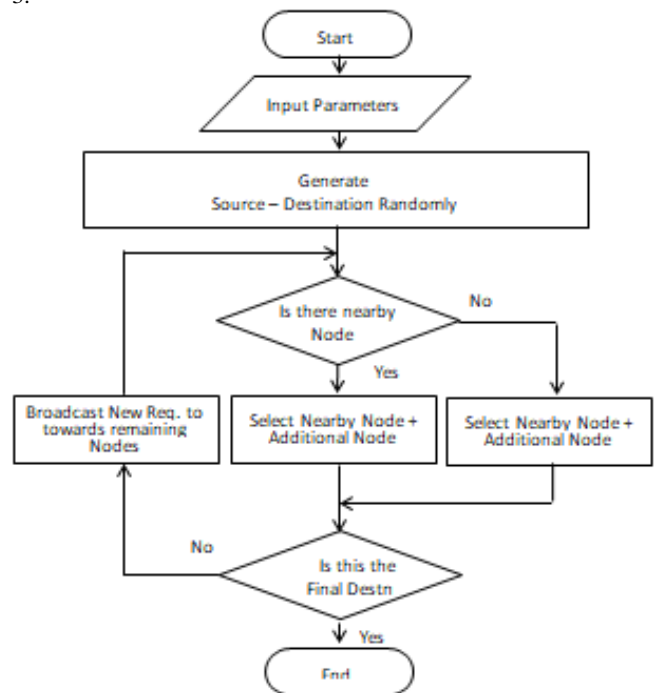 Start
Input Parameters
Generate
Source – Destination Randomly
Is there nearby
Node
No
Yes
Broadcast New Req. to
towards remaining
Nodes
Select Nearby Node +
Additional Node
Select Nearby Node +
Additional Node
No
Is this the
Final Destn
Yes
End